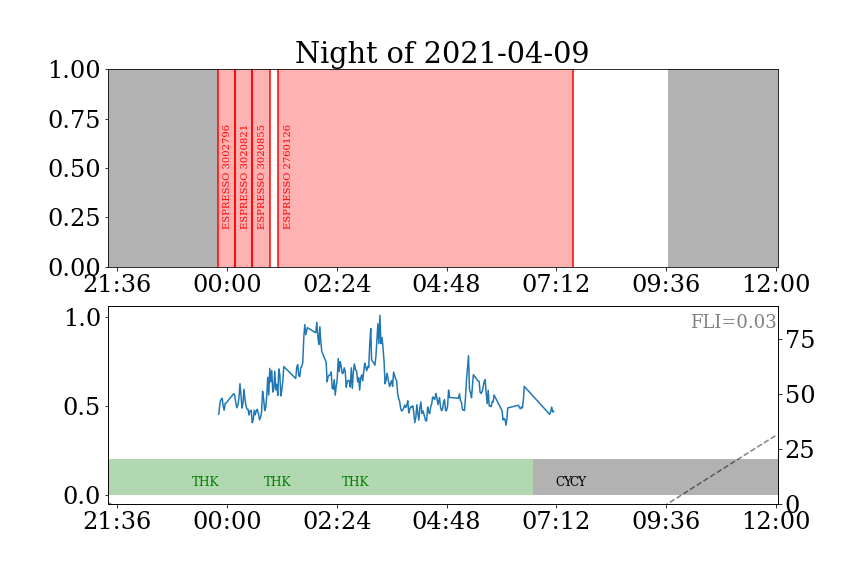 Night of 2021-04-09
1.00
0.75
0.50
0.25
0.00
ESPRESSO 3002796
ESPRESSO 3020821
ESPRESSO 3020855
ESPRESSO 2760126
21:36 00:00 02:24 04:48 07:12 09:36 12:00
FLI=0.03
1.0
0.5
0.0
75
50
25
0
THK THK THK CYCY
21:36 00:00 02:24 04:48 07:12 09:36 12:00